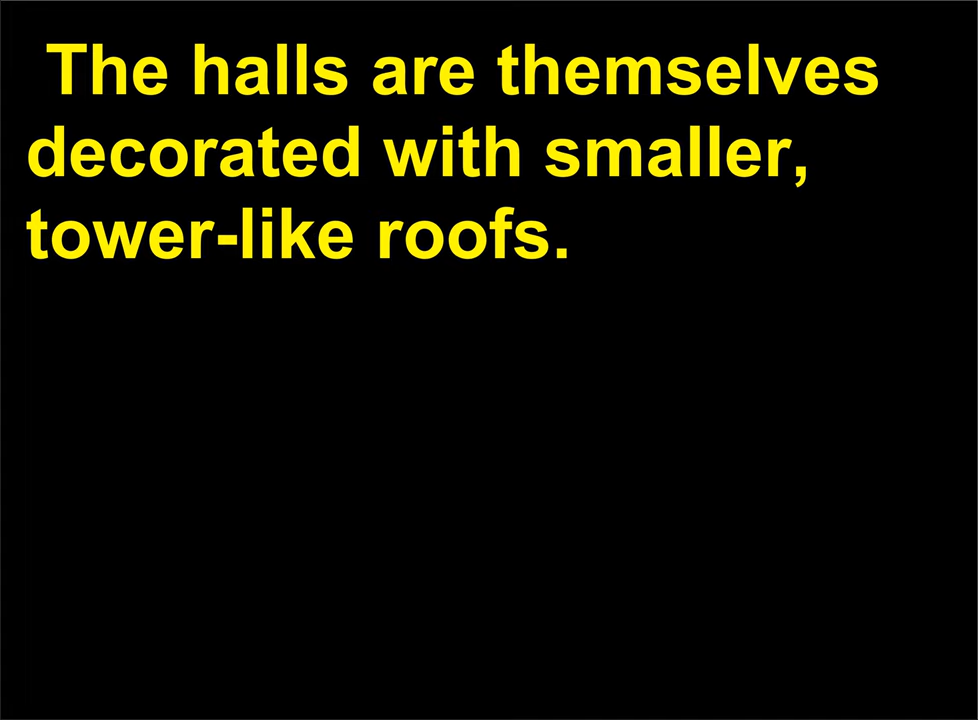 The halls are themselves
decorated with smaller,
tower-like roofs.